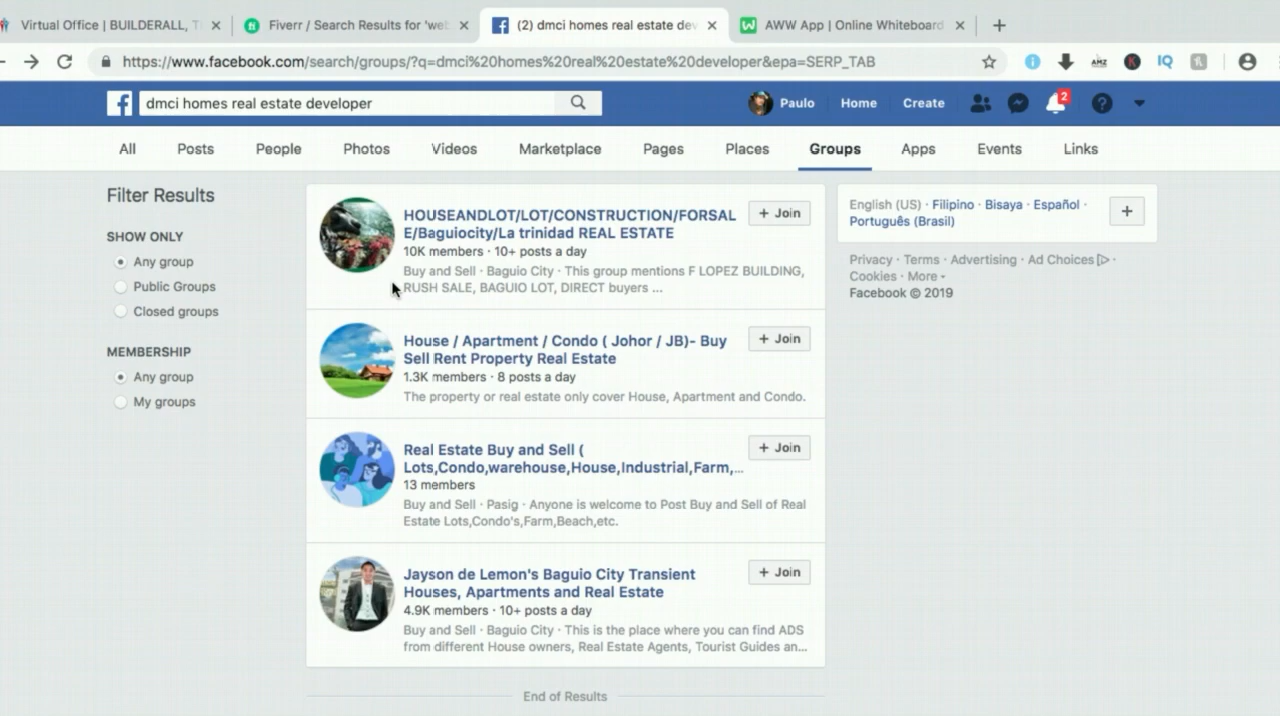 Virtual Office | BUILDERALL, T
Fiverr / Search Results for 'web
(2) dmci homes real estate dev
AWW App | Online Whiteboard
https://www.facebook.com/search/groups/?q=dmci%20homes%20real%20estate%20developer&epa=SERP_TAB
AMZ
K
IQ
dmci homes real estate developer
Paulo
Home
Create
2
All
Posts
People
Photos
Videos
Marketplace
Pages
Places
Groups
Apps
Events
Links
Filter Results
SHOW ONLY
Any group
Public Groups
Closed groups
MEMBERSHIP
Any group
My groups
HOUSEANDLOT/LOT/CONSTRUCTION/FORSAL
E/Baguiocity/La trinidad REAL ESTATE
+ Join
10K members · 10+ posts a day
Buy and Sell · Baguio City · This group mentions F LOPEZ BUILDING,
RUSH SALE, BAGUIO LOT, DIRECT buyers ...
House / Apartment / Condo ( Johor / JB)- Buy
Sell Rent Property Real Estate
+ Join
1.3K members · 8 posts a day
The property or real estate only cover House, Apartment and Condo.
Real Estate Buy and Sell (
Lots,Condo,warehouse,House,Industrial,Farm,...
+ Join
13 members
Buy and Sell · Pasig · Anyone is welcome to Post Buy and Sell of Real
Estate Lots,Condo's,Farm,Beach,etc.
Jayson de Lemon's Baguio City Transient
Houses, Apartments and Real Estate
+ Join
4.9K members · 10+ posts a day
Buy and Sell · Baguio City · This is the place where you can find ADS
from different House owners, Real Estate Agents, Tourist Guides an...
End of Results
English (US) · Filipino · Bisaya · Español ·
Português (Brasil)
Privacy · Terms · Advertising · Ad Choices ·
Cookies · More
Facebook © 2019